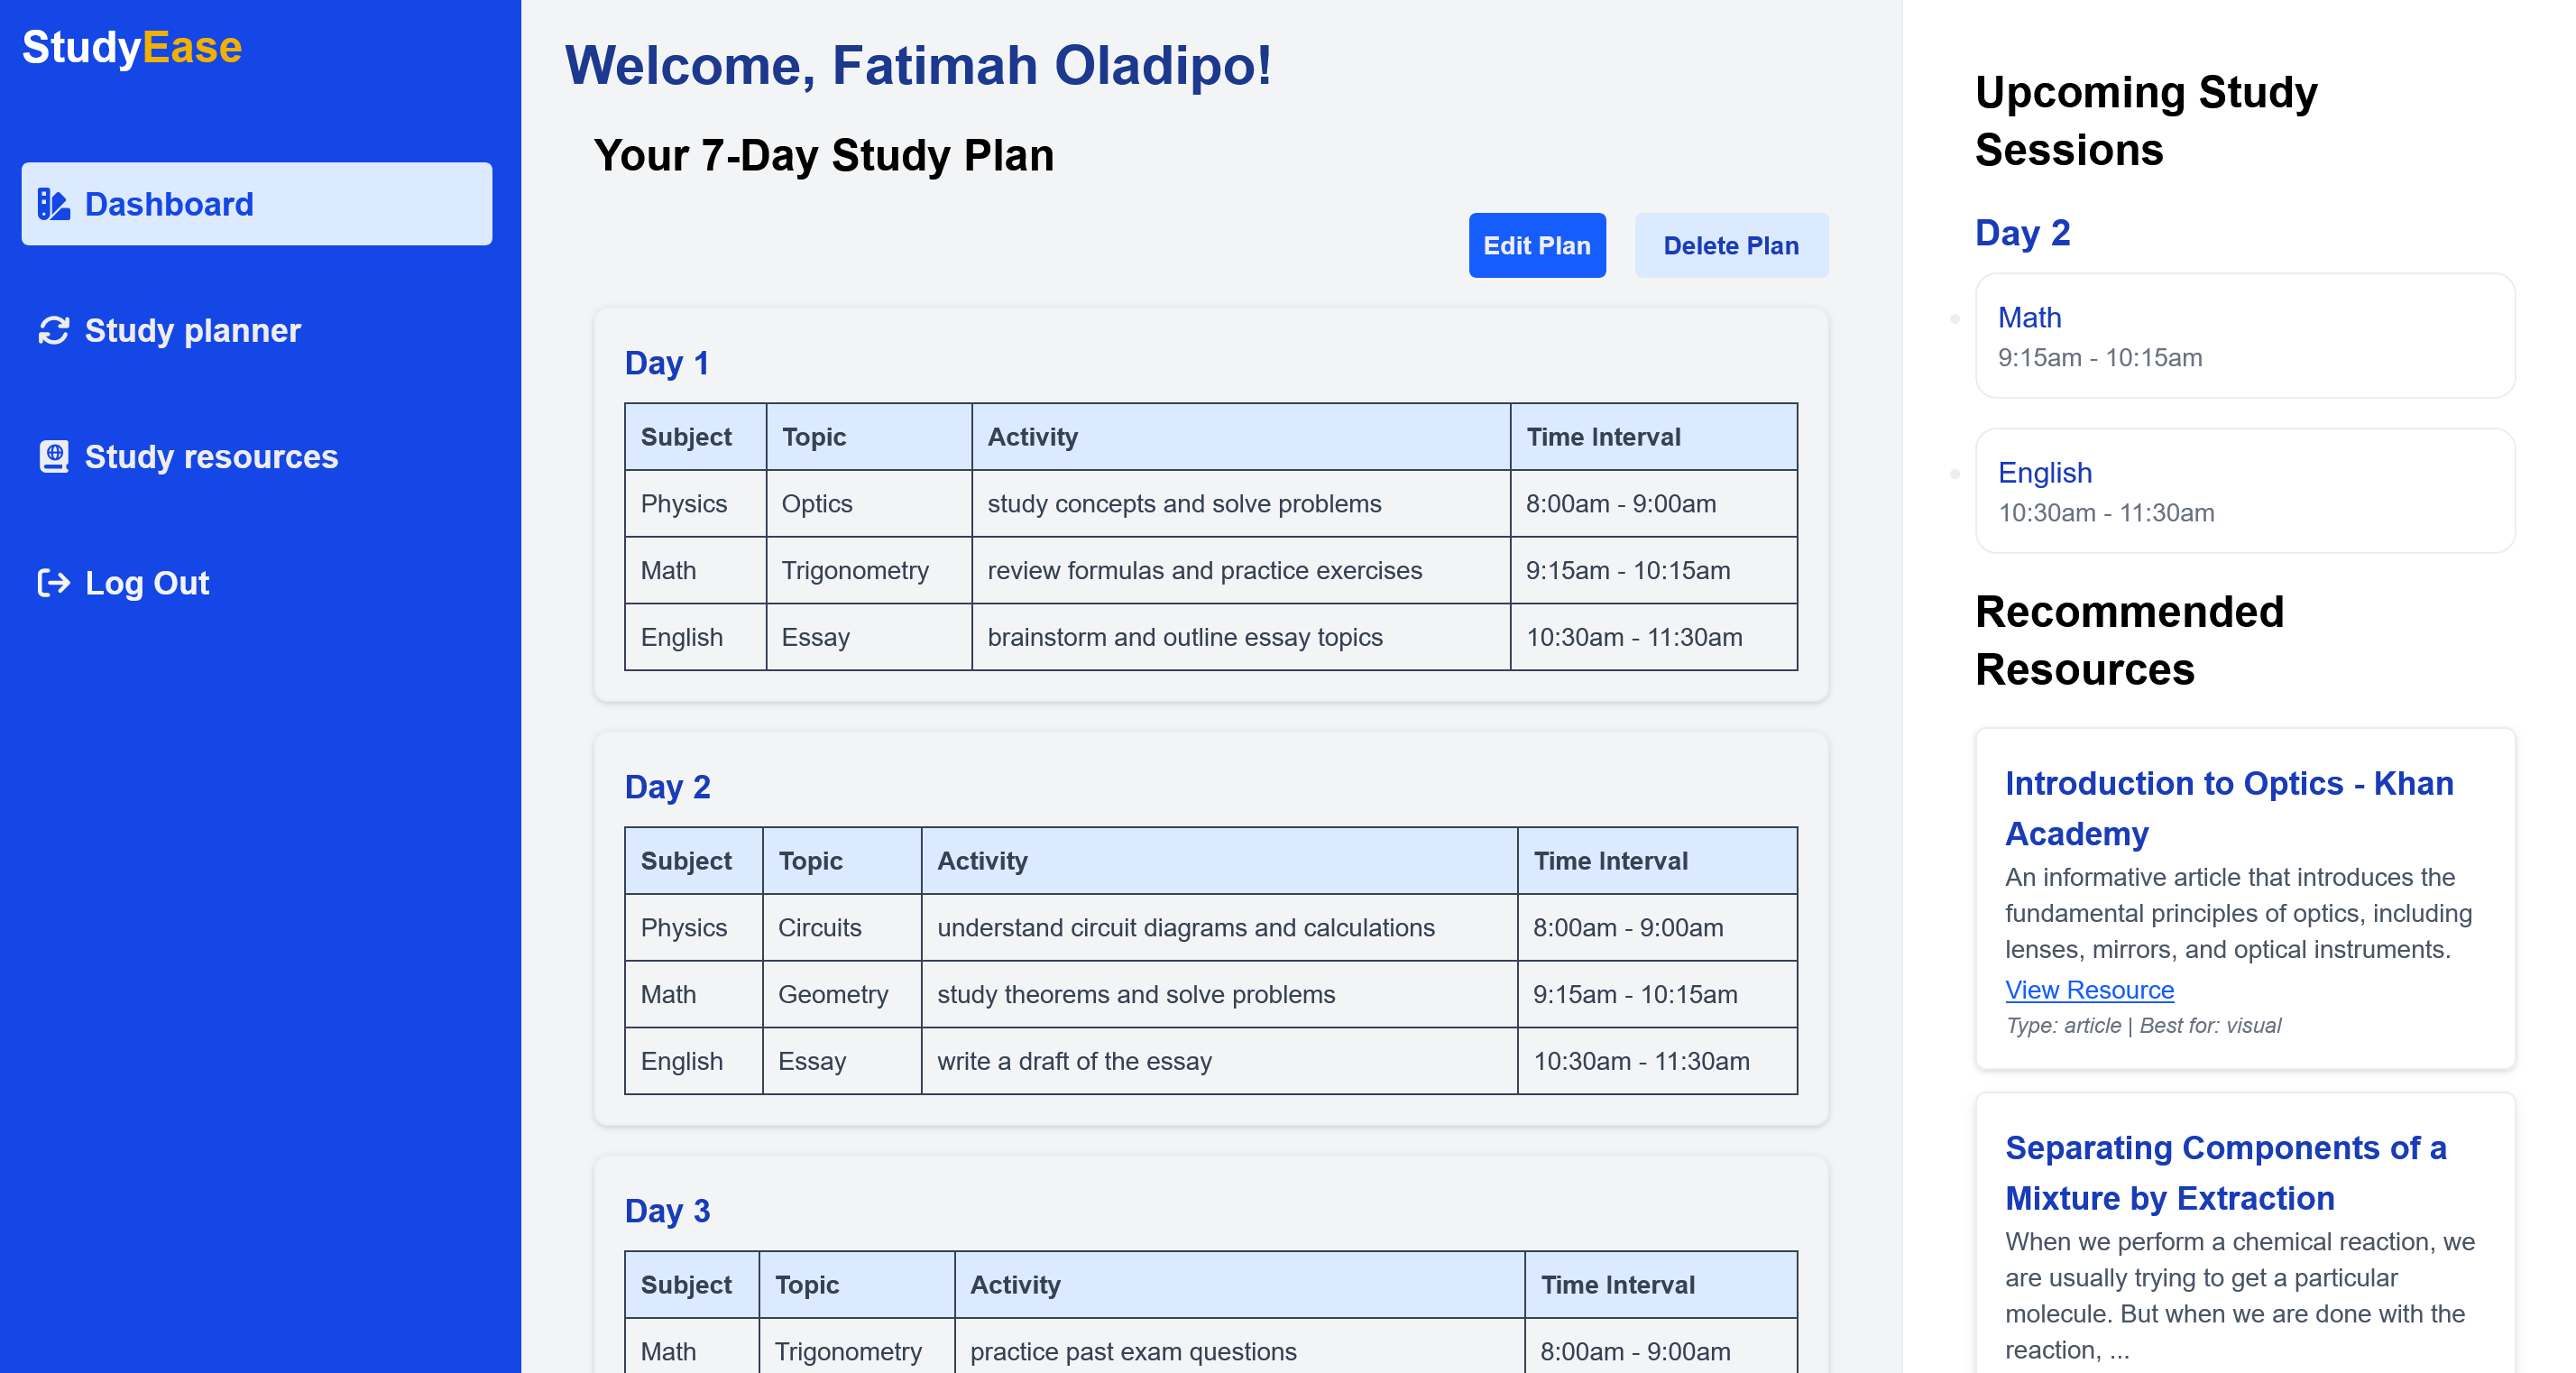 StudyEase
Dashboard
Study planner
Study resources
Log Out
Welcome, Fatimah Oladipo!
Your 7-Day Study Plan
Edit Plan Delete Plan
Day 1
Subject Topic Activity Time Interval
Physics Optics study concepts and solve problems 8:00am - 9:00am
Math Trigonometry review formulas and practice exercises 9:15am - 10:15am
English Essay brainstorm and outline essay topics 10:30am - 11:30am
Day 2
Subject Topic Activity Time Interval
Physics Circuits understand circuit diagrams and calculations 8:00am - 9:00am
Math Geometry study theorems and solve problems 9:15am - 10:15am
English Essay write a draft of the essay 10:30am - 11:30am
Day 3
Subject Topic Activity Time Interval
Math Trigonometry practice past exam questions 8:00am - 9:00am
Upcoming Study
Sessions
Day 2
Math
9:15am - 10:15am
English
10:30am - 11:30am
Recommended
Resources
Introduction to Optics - Khan
Academy
An informative article that introduces the
fundamental principles of optics, including
lenses, mirrors, and optical instruments.
View Resource
Type: article | Best for: visual
Separating Components of a
Mixture by Extraction
When we perform a chemical reaction, we
are usually trying to get a particular
molecule. But when we are done with the
reaction, ...